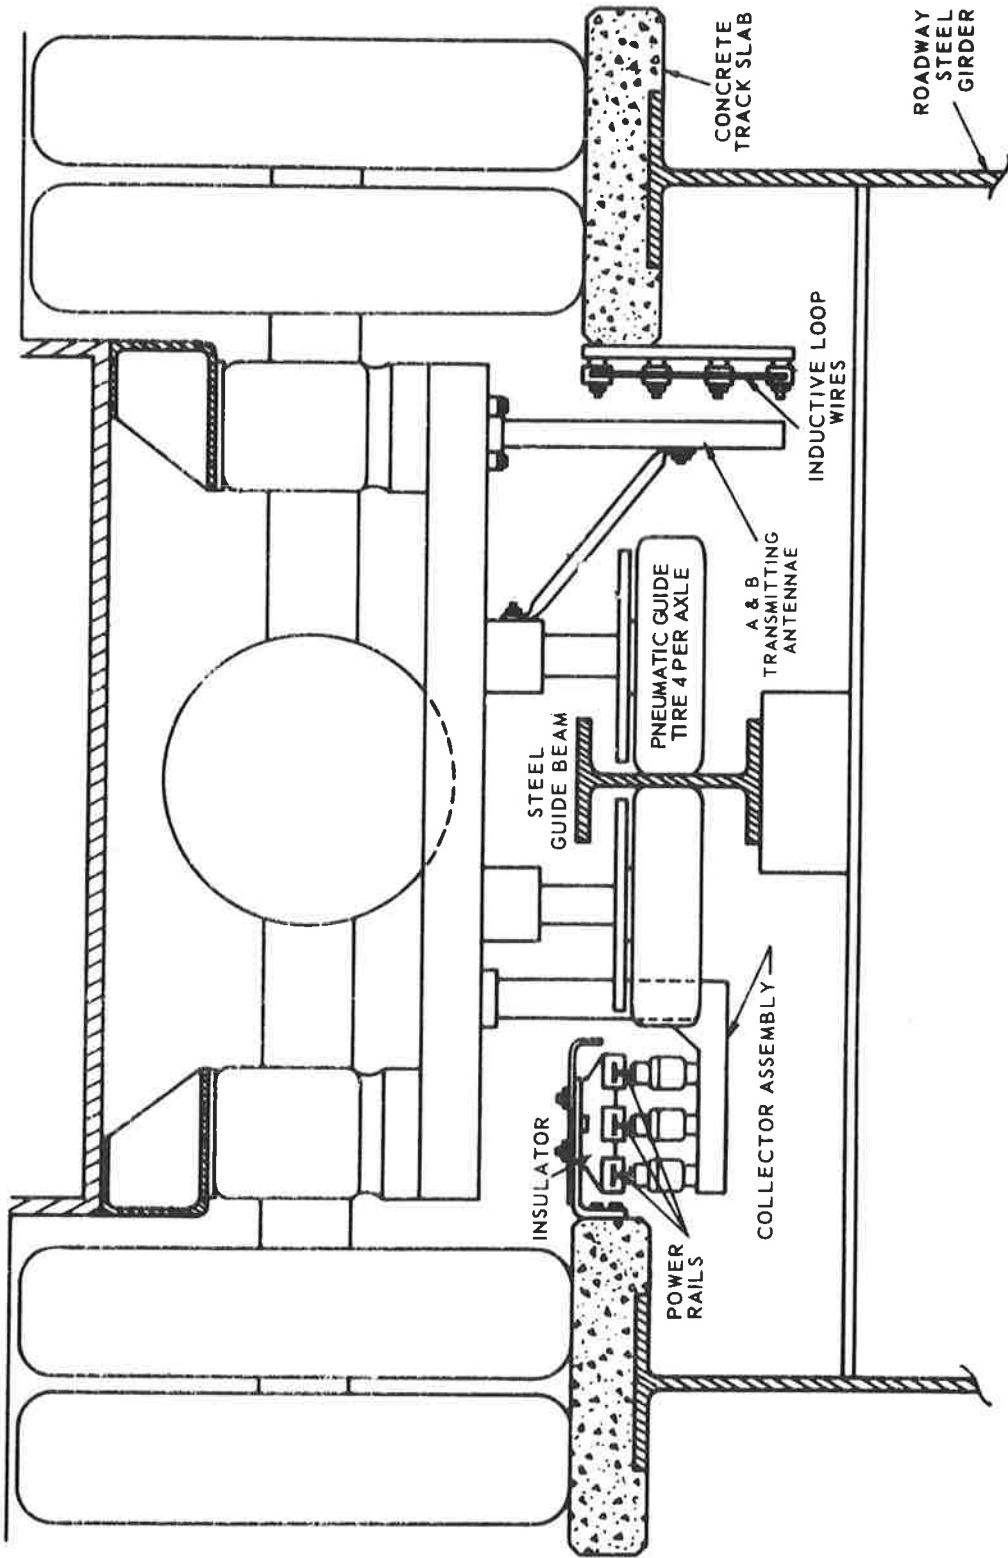 CONCRETE
TRACK SLAB
ROADWAY
STEEL
GIRDER
INDUCTIVE LOOP
WIRES
A & B
TRANSMITTING
ANTENNAE
PNEUMATIC GUIDE
TIRE 4 PER AXLE
STEEL
GUIDE BEAM
INSULATOR
COLLECTOR ASSEMBLY
POWER
RAILS